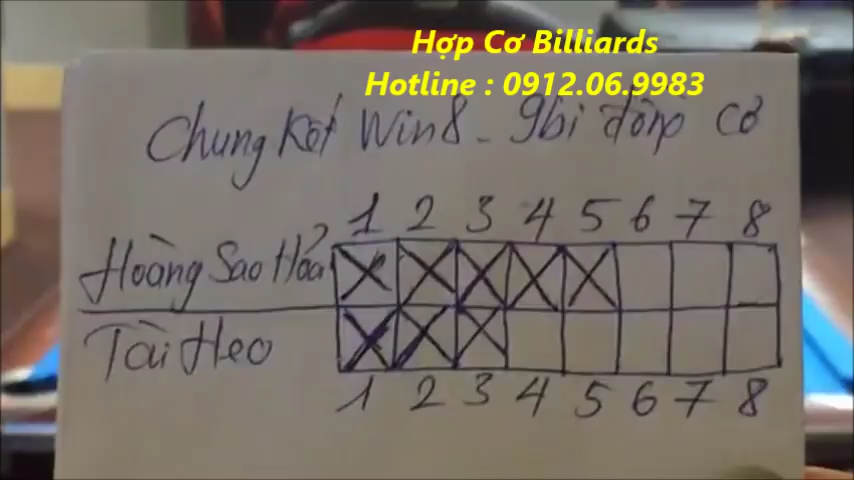 Hợp Cơ Billiards
Hotline : 0912.06.9983
Chung Kết Win8 - 9bi đồng cơ
1 2 3 4 5 6 7 8
Hoàng Sao Hỏa
Tài Heo
1 2 3 4 5 6 7 8